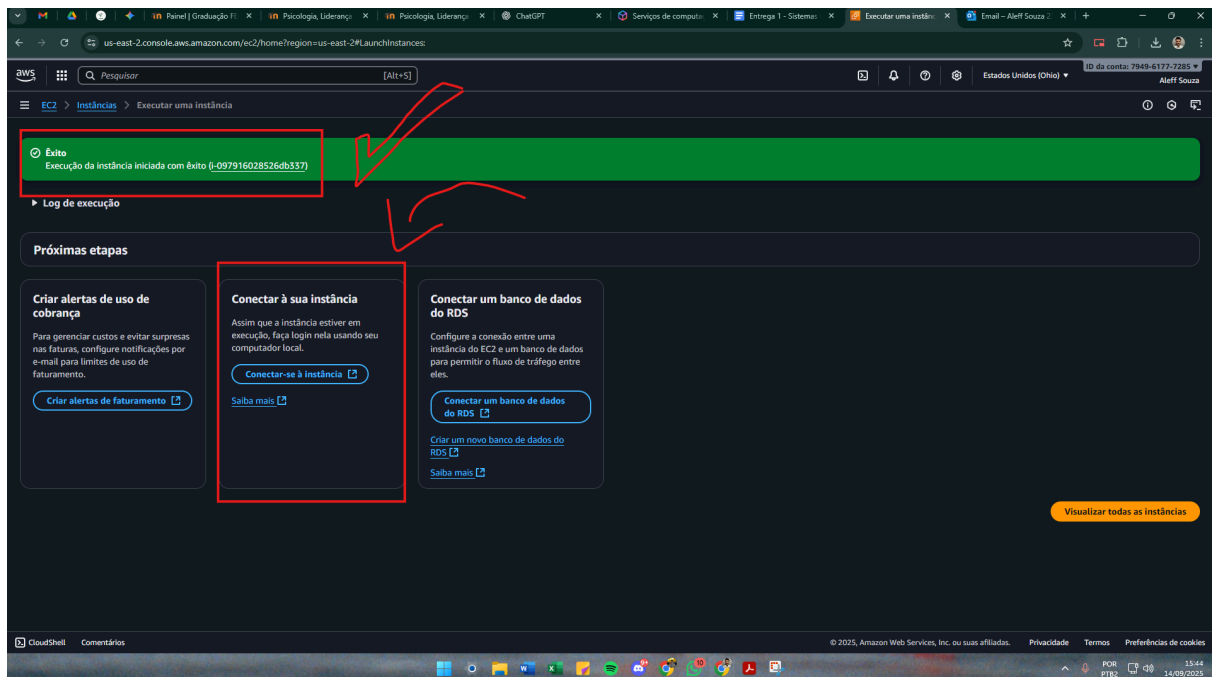 Painel | Graduação FE
Psicologia, Liderança
Psicologia, Liderança
ChatGPT
Serviços de computa
Entrega 1 - Sistemas
Executar uma instânc
Email – Aleff Souza Z
us-east-2.console.aws.amazon.com/ec2/home?region=us-east-2#LaunchInstances:
aws
Pesquisar
[Alt+S]
Estados Unidos (Ohio)
ID da conta: 7949-6177-7285
Aleff Souza
EC2 > Instâncias > Executar uma instância
Êxito
Execução da instância iniciada com êxito (i-097916028526db337)
Log de execução
Próximas etapas
Criar alertas de uso de
cobrança
Para gerenciar custos e evitar surpresas
nas faturas, configure notificações por
e-mail para limites de uso de
faturamento.
Criar alertas de faturamento
Conectar à sua instância
Assim que a instância estiver em
execução, faça login nela usando seu
computador local.
Conectar-se à instância
Saiba mais
Conectar um banco de dados
do RDS
Configure a conexão entre uma
instância do EC2 e um banco de dados
para permitir o fluxo de tráfego entre
eles.
Conectar um banco de dados
do RDS
Criar um novo banco de dados do
RDS
Saiba mais
Visualizar todas as instâncias
CloudShell
Comentários
© 2025, Amazon Web Services, Inc. ou suas afiliadas.
Privacidade
Termos
Preferências de cookies
POR
PTB2
15:44
14/09/2025